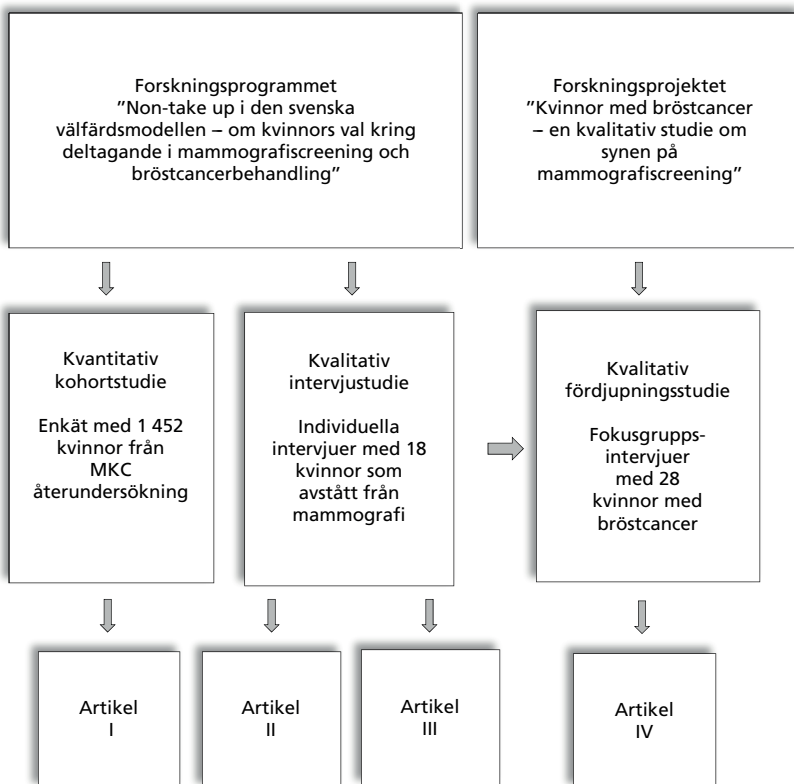 Forskningsprogrammet
”Non-take up i den svenska
välfärdsmodellen – om kvinnors val kring
deltagande i mammografiscreening och
bröstcancerbehandling”
Forskningsprojektet
”Kvinnor med bröstcancer
– en kvalitativ studie om
synen på
mammografiscreening”
Kvantitativ
kohortstudie
Enkät med 1 452
kvinnor från
MKC
återundersökning
Kvalitativ
intervjustudie
Individuella
intervjuer med 18
kvinnor som
avstått från
mammografi
Kvalitativ
fördjupningsstudie
Fokusgrupps-
intervjuer
med 28
kvinnor med
bröstcancer
Artikel
I
Artikel
II
Artikel
III
Artikel
IV